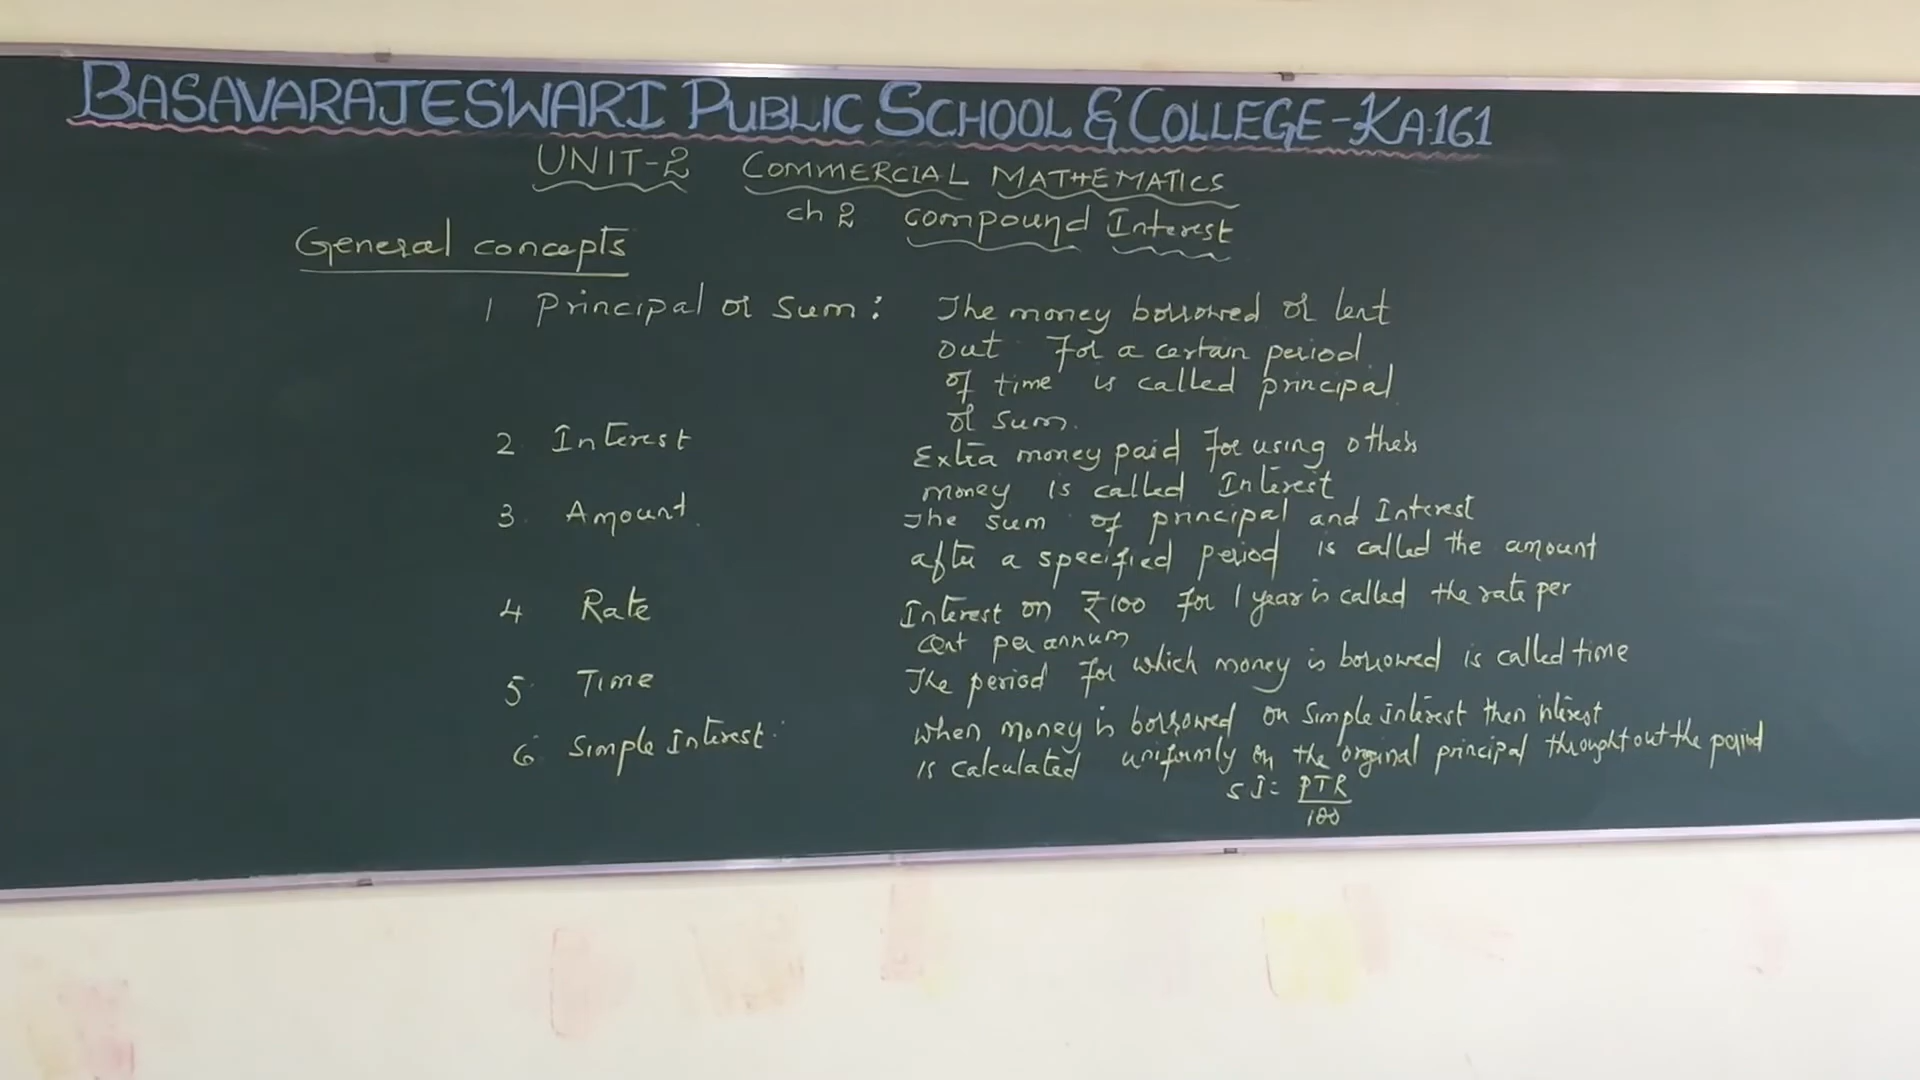 BASAVARAJESWARI PUBLIC SCHOOL & COLLEGE-KA161
UNIT-2 COMMERCIAL MATHEMATICS
ch 2 compound Interest
General concepts
1 Principal or Sum: The money borrowed or lent
out for a certain period
of time is called principal
or sum.
2. Interest Extra money paid for using others
money is called Interest
3. Amount. The sum of principal and Interest
after a specified period is called the amount
4 Rate Interest on ₹100 for 1 year is called the rate per
cent per annum
5. Time The period for which money is borrowed is called time
6. Simple Interest: When money is borrowed on Simple interest then interest
is calculated uniformly on the orginal principal throughtout the period
SI = PTR
100